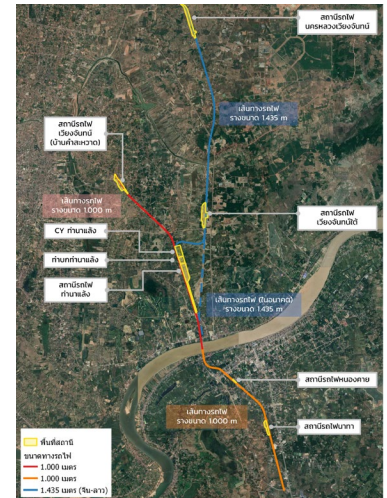 สถานีรถไฟ
นครหลวงเวียงจันทน์
เส้นทางรถไฟ
รางขนาด 1.435 m
สถานีรถไฟ
เวียงจันทน์
(บ้านคำสะหวาด)
เส้นทางรถไฟ
รางขนาด 1.000 m
สถานีรถไฟ
เวียงจันทน์ใต้
CY ท่านาแล้ง
ท่าบกท่านาแล้ง
สถานีรถไฟ
ท่านาแล้ง
เส้นทางรถไฟ (ในอนาคต)
รางขนาด 1.435 m
สถานีรถไฟหนองคาย
เส้นทางรถไฟ
รางขนาด 1.000 m
สถานีรถไฟนาทา
พื้นที่สถานี
ขนาดทางรถไฟ
1.000 เมตร
1.000 เมตร
1.435 เมตร (จีน-ลาว)